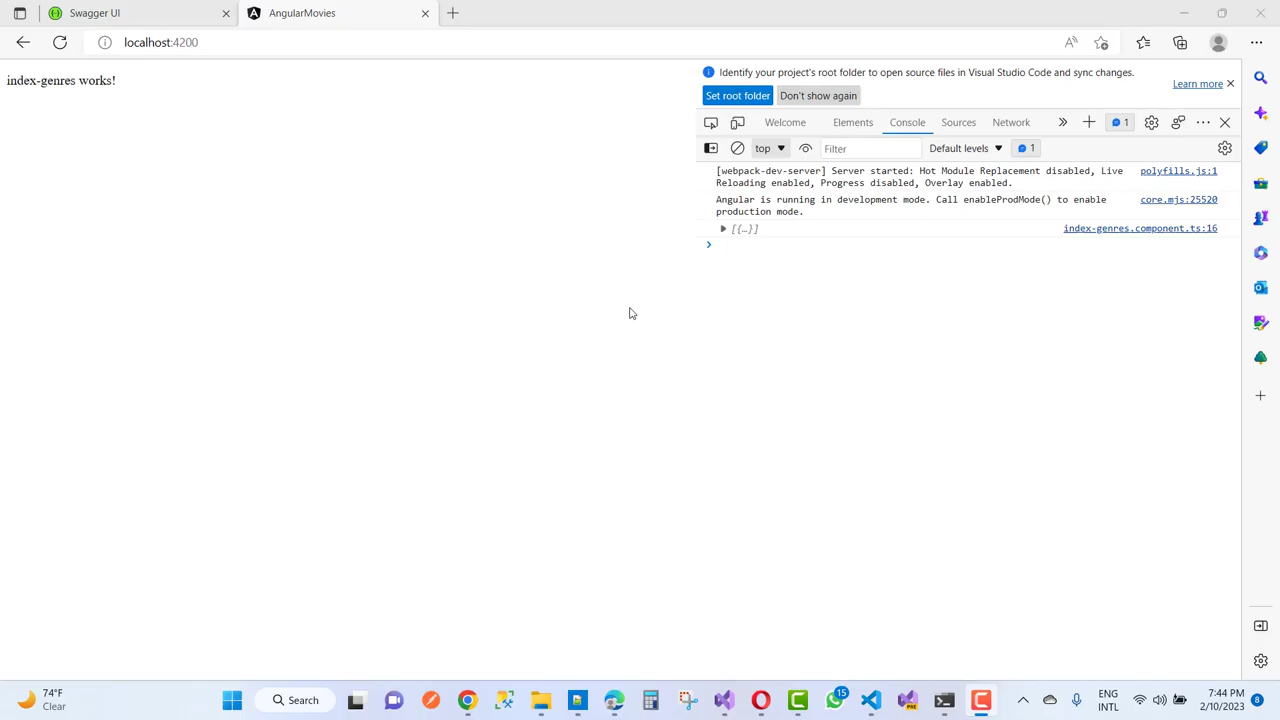 Swagger UI
AngularMovies
localhost:4200
index-genres works!
Identify your project's root folder to open source files in Visual Studio Code and sync changes.
Learn more
Set root folder
Don't show again
Welcome
Elements
Console
Sources
Network
1
top
Filter
Default levels
1
[webpack-dev-server] Server started: Hot Module Replacement disabled, Live
Reloading enabled, Progress disabled, Overlay enabled.
polyfills.js:1
Angular is running in development mode. Call enableProdMode() to enable
production mode.
core.mjs:25520
[{…}]
index-genres.component.ts:16
74°F
Clear
Search
15
ENG
INTL
7:44 PM
2/10/2023
8